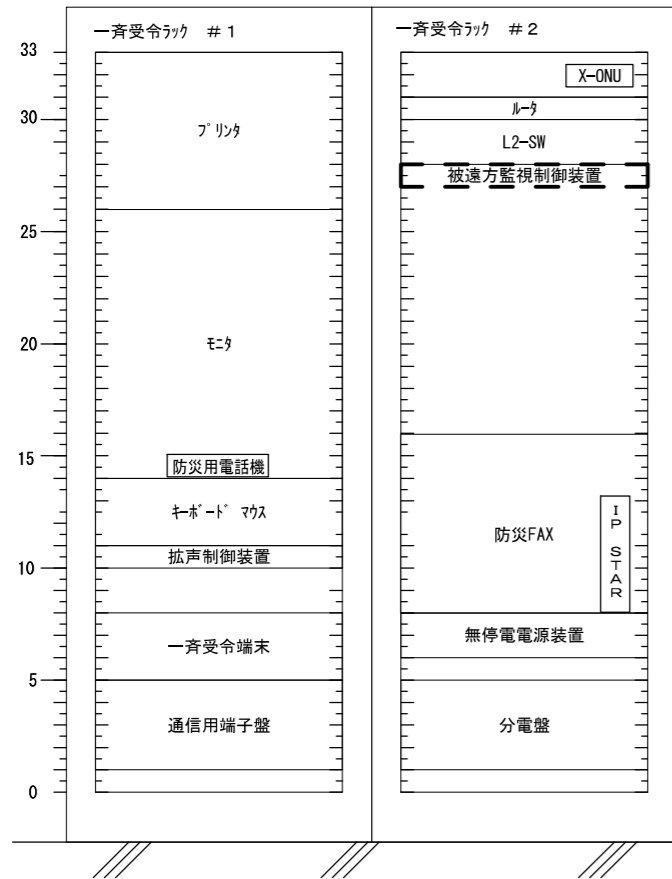 一斉受令ﾗｯｸ ＃１
一斉受令ﾗｯｸ ＃２
33
30
25
20
15
10
5
0
ﾌﾟﾘﾝﾀ
ﾓﾆﾀ
防災用電話機
ｷｰﾎﾞｰﾄﾞ ﾏｳｽ
拡声制御装置
一斉受令端末
通信用端子盤
X-ONU
ﾙｰﾀ
L2-SW
被遠方監視制御装置
防災FAX
IP STAR
無停電電源装置
分電盤